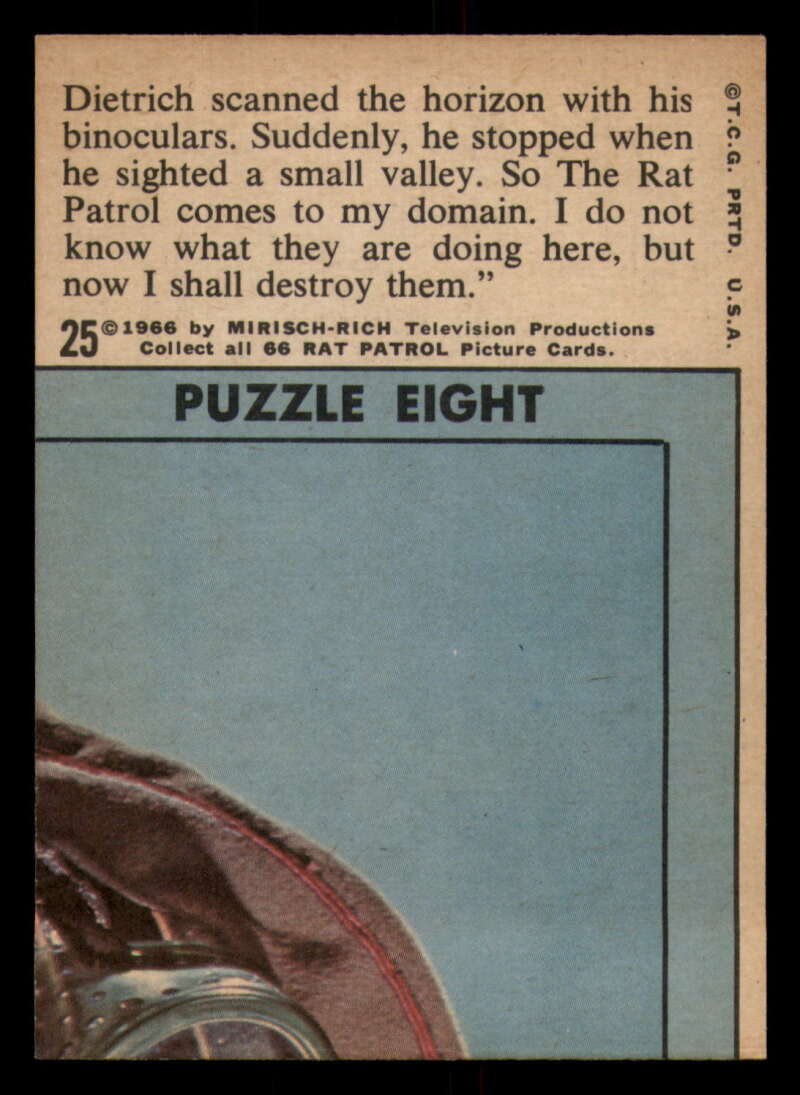 Dietrich scanned the horizon with his
binoculars. Suddenly, he stopped when
he sighted a small valley. So The Rat
Patrol comes to my domain. I do not
know what they are doing here, but
now I shall destroy them.”
25 ©1966 by MIRISCH-RICH Television Productions
Collect all 66 RAT PATROL Picture Cards.
©T.C.G. PRTD. U.S.A.
PUZZLE EIGHT